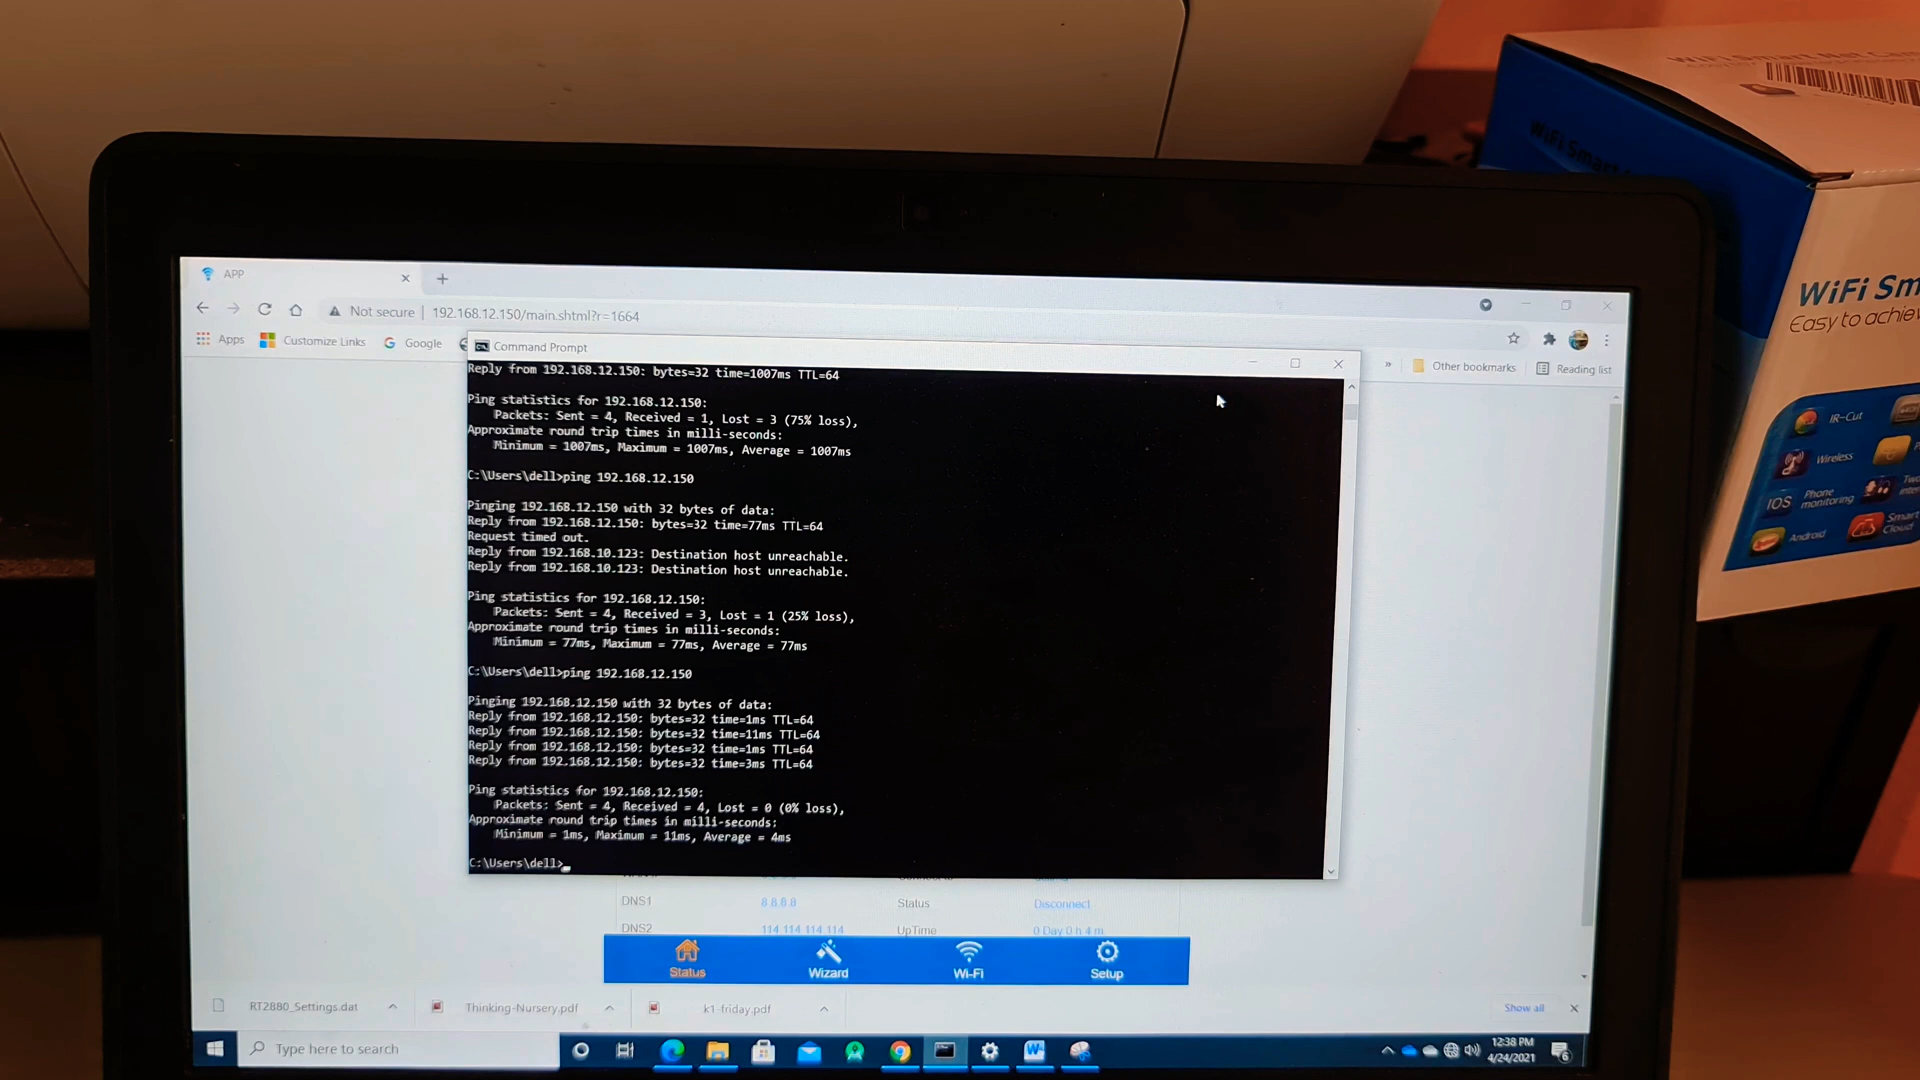 APP
Not secure | 192.168.12.150/main.shtml?r=1664
Apps Customize Links Google
Other bookmarks Reading list
Command Prompt
Reply from 192.168.12.150: bytes=32 time=1007ms TTL=64
Ping statistics for 192.168.12.150:
Packets: Sent = 4, Received = 1, Lost = 3 (75% loss),
Approximate round trip times in milli-seconds:
Minimum = 1007ms, Maximum = 1007ms, Average = 1007ms
C:\Users\dell>ping 192.168.12.150
Pinging 192.168.12.150 with 32 bytes of data:
Reply from 192.168.12.150: bytes=32 time=77ms TTL=64
Request timed out.
Reply from 192.168.10.123: Destination host unreachable.
Reply from 192.168.10.123: Destination host unreachable.
Ping statistics for 192.168.12.150:
Packets: Sent = 4, Received = 3, Lost = 1 (25% loss),
Approximate round trip times in milli-seconds:
Minimum = 77ms, Maximum = 77ms, Average = 77ms
C:\Users\dell>ping 192.168.12.150
Pinging 192.168.12.150 with 32 bytes of data:
Reply from 192.168.12.150: bytes=32 time=1ms TTL=64
Reply from 192.168.12.150: bytes=32 time=11ms TTL=64
Reply from 192.168.12.150: bytes=32 time=1ms TTL=64
Reply from 192.168.12.150: bytes=32 time=3ms TTL=64
Ping statistics for 192.168.12.150:
Packets: Sent = 4, Received = 4, Lost = 0 (0% loss),
Approximate round trip times in milli-seconds:
Minimum = 1ms, Maximum = 11ms, Average = 4ms
C:\Users\dell>
DNS1 8.8.8.8 Status Disconnect
DNS2 114.114.114.114 UpTime 0 Day 0 h 4 m
Status Wizard Wi-Fi Setup
RT2880_Settings.dat Thinking-Nursery.pdf k1-friday.pdf Show all
Type here to search
12:38 PM
4/24/2021
6
WiFi Smart Net
WiFi Smart
WiFi Sm
Easy to achiev
IR-Cut
Wireless
IOS Phone monitoring
Android
Smart Cloud